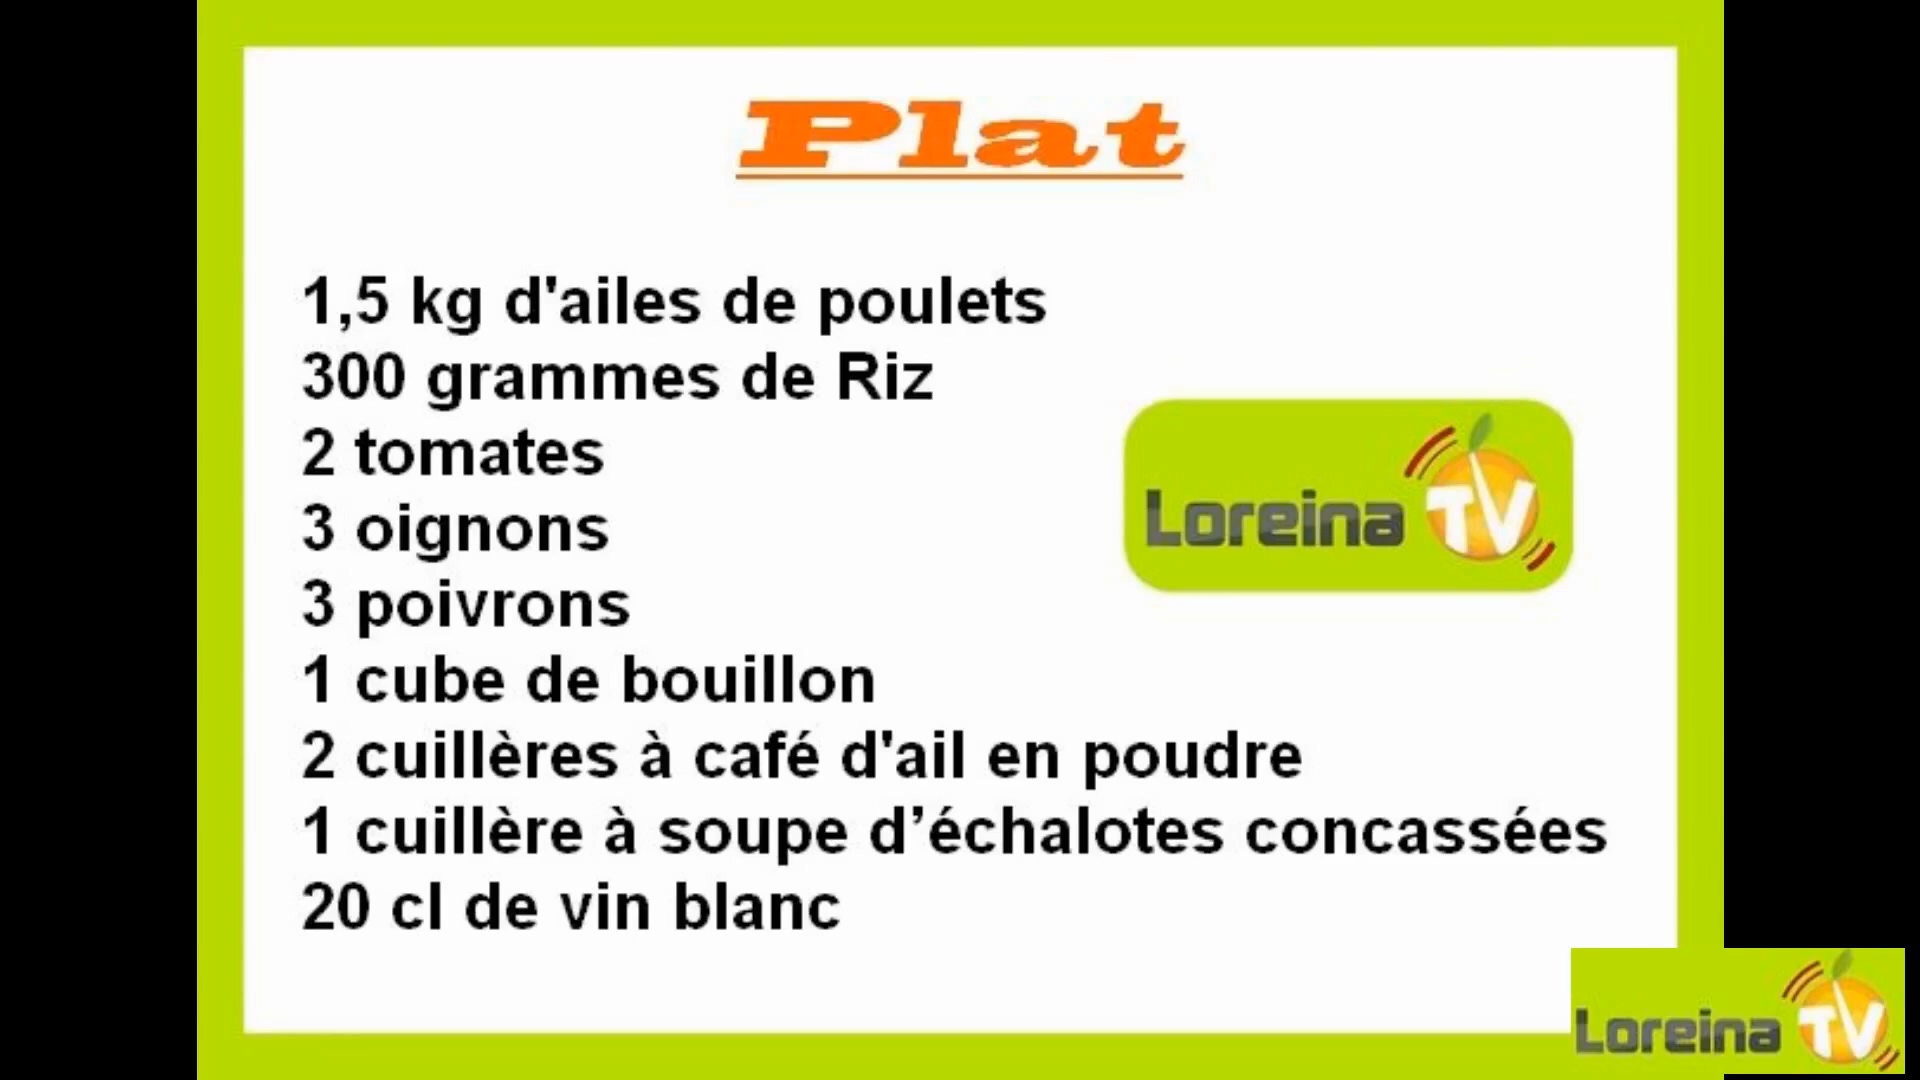 Plat
1,5 kg d'ailes de poulets
300 grammes de Riz
2 tomates
3 oignons
3 poivrons
1 cube de bouillon
2 cuillères à café d'ail en poudre
1 cuillère à soupe d’échalotes concassées
20 cl de vin blanc
Loreina TV
Loreina TV